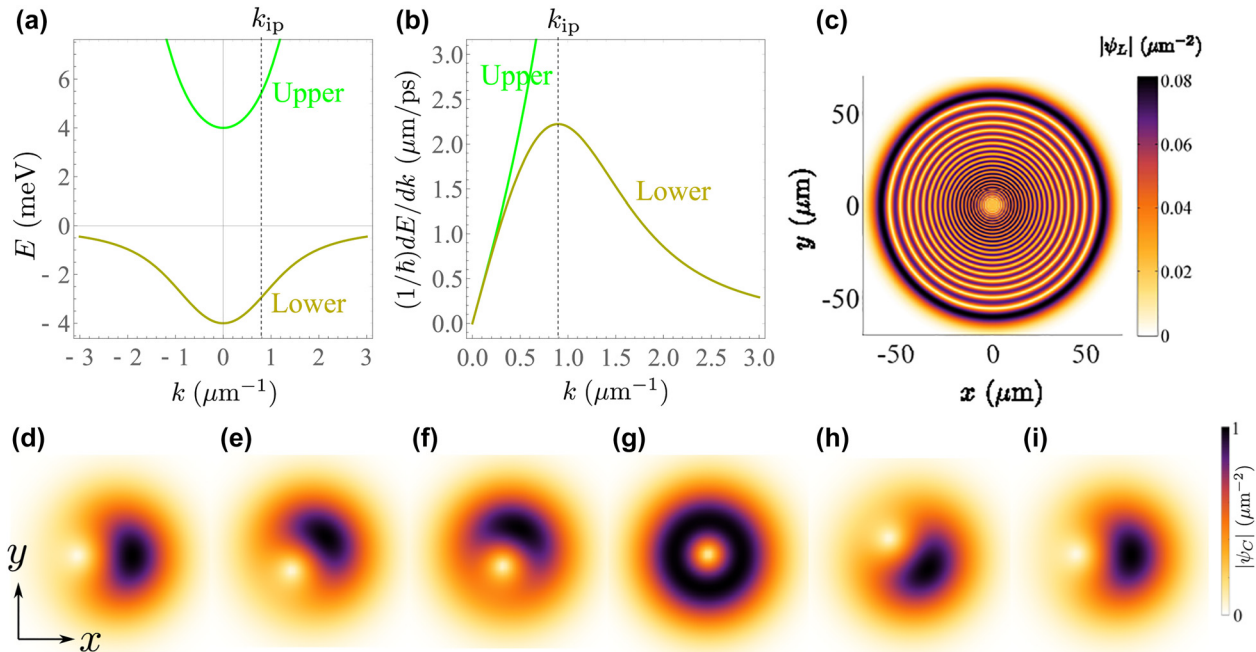 (a)
k_ip
E (meV)
6
4
2
0
- 2
- 4
Upper
Lower
- 3
- 2
- 1
0
1
2
3
k (μm⁻¹)
(b)
k_ip
(1/ħ)dE/dk (μm/ps)
3.0
2.5
2.0
1.5
1.0
0.5
0.0
Upper
Lower
0.0
0.5
1.0
1.5
2.0
2.5
3.0
k (μm⁻¹)
(c)
|ψ_L| (μm⁻²)
y (μm)
50
0
-50
-50
0
50
x (μm)
0.08
0.06
0.04
0.02
0
(d)
(e)
(f)
(g)
(h)
(i)
y
x
1
0
|ψ_C| (μm⁻²)